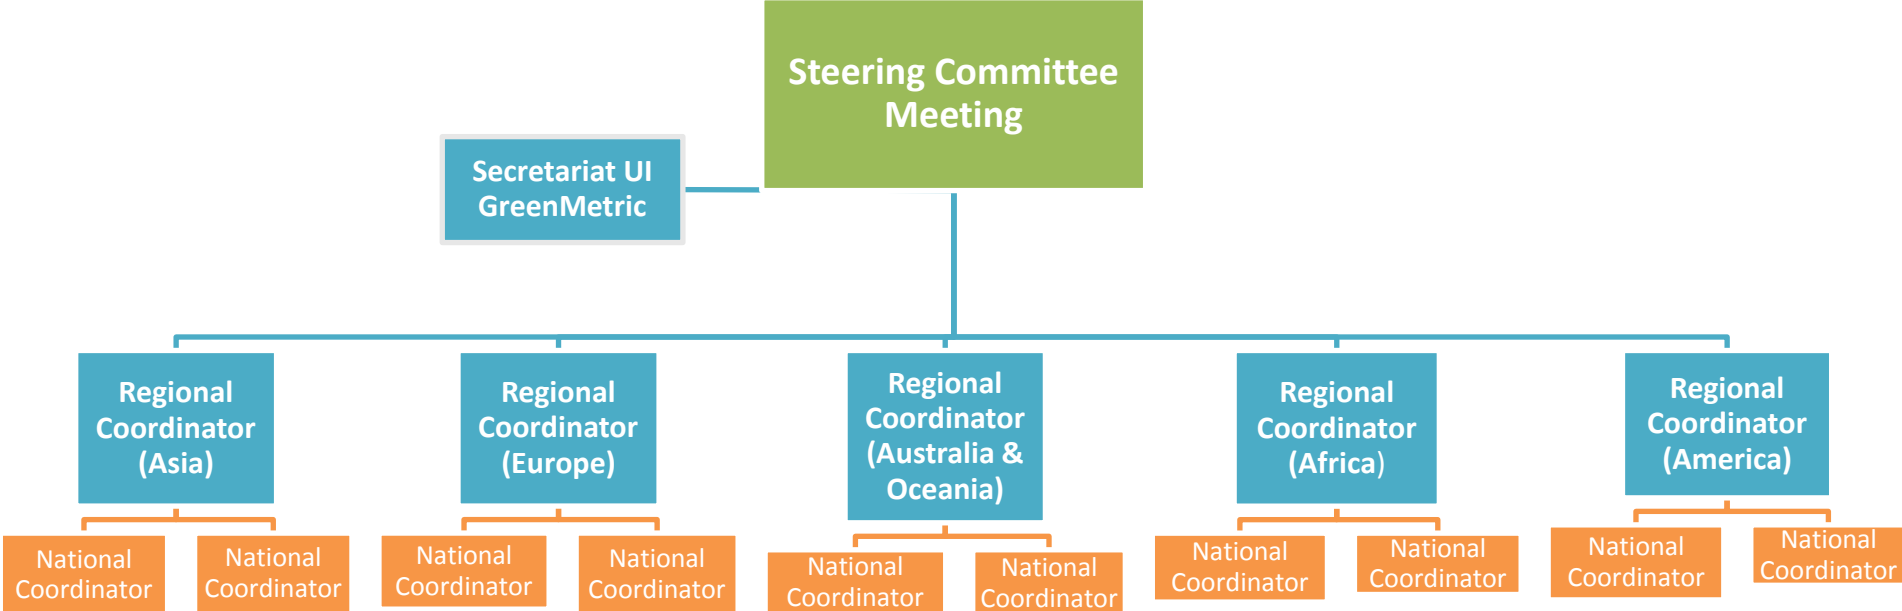 Steering Committee
Meeting
Secretariat UI
GreenMetric
Regional
Coordinator
(Asia)
Regional
Coordinator
(Europe)
Regional
Coordinator
(Australia &
Oceania)
Regional
Coordinator
(Africa)
Regional
Coordinator
(America)
National
Coordinator
National
Coordinator
National
Coordinator
National
Coordinator
National
Coordinator
National
Coordinator
National
Coordinator
National
Coordinator
National
Coordinator
National
Coordinator